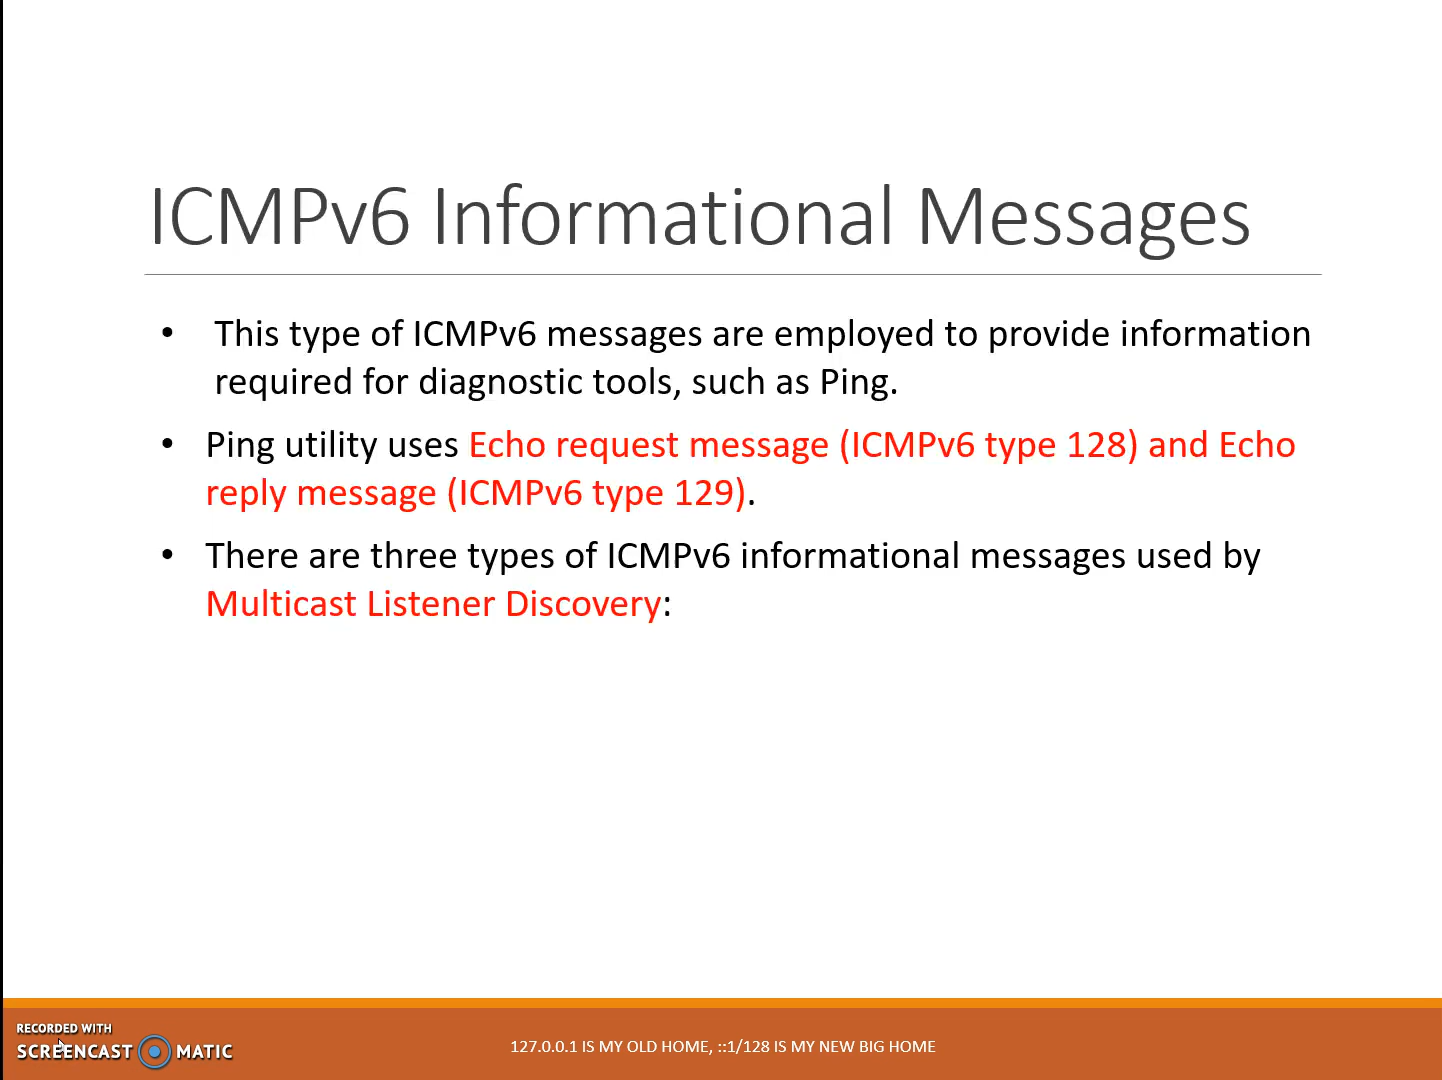 ICMPv6 Informational Messages
• This type of ICMPv6 messages are employed to provide information
required for diagnostic tools, such as Ping.
• Ping utility uses Echo request message (ICMPv6 type 128) and Echo
reply message (ICMPv6 type 129).
• There are three types of ICMPv6 informational messages used by
Multicast Listener Discovery:
RECORDED WITH
SCREENCAST MATIC
127.0.0.1 IS MY OLD HOME, ::1/128 IS MY NEW BIG HOME